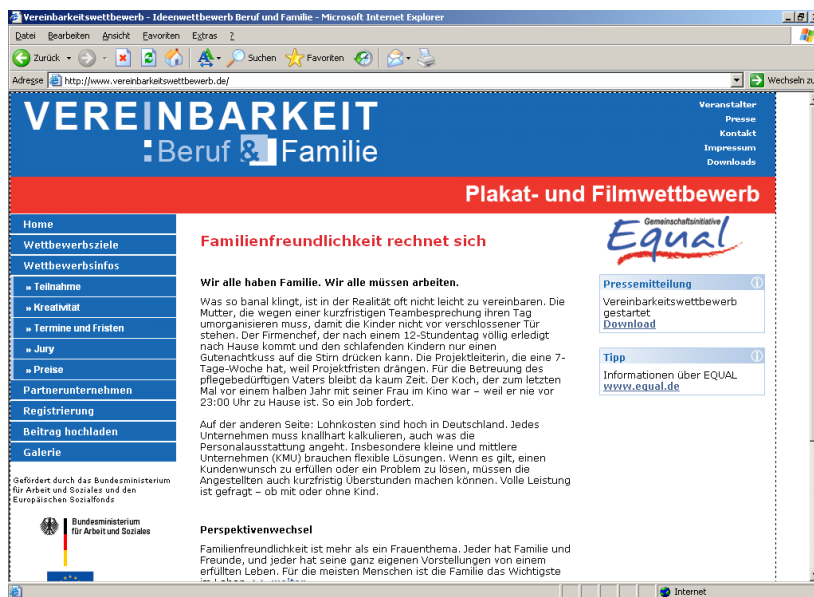 Vereinbarkeitswettbewerb - Ideenwettbewerb Beruf und Familie - Microsoft Internet Explorer
Datei Bearbeiten Ansicht Favoriten Extras ?
Zurück Suchen Favoriten
Adresse http://www.vereinbarkeitswettbewerb.de/ Wechseln zu
VEREINBARKEIT
Beruf & Familie
Veranstalter
Presse
Kontakt
Impressum
Downloads
Plakat- und Filmwettbewerb
Home
Wettbewerbsziele
Wettbewerbsinfos
» Teilnahme
» Kreativität
» Termine und Fristen
» Jury
» Preise
Partnerunternehmen
Registrierung
Beitrag hochladen
Galerie
Gefördert durch das Bundesministerium
für Arbeit und Soziales und den
Europäischen Sozialfonds
Bundesministerium
für Arbeit und Soziales
Familienfreundlichkeit rechnet sich
Wir alle haben Familie. Wir alle müssen arbeiten.
Was so banal klingt, ist in der Realität oft nicht leicht zu vereinbaren. Die
Mutter, die wegen einer kurzfristigen Teambesprechung ihren Tag
umorganisieren muss, damit die Kinder nicht vor verschlossener Tür
stehen. Der Firmenchef, der nach einem 12-Stundentag völlig erledigt
nach Hause kommt und den schlafenden Kindern nur einen
Gutenachtkuss auf die Stirn drücken kann. Die Projektleiterin, die eine 7-
Tage-Woche hat, weil Projektfristen drängen. Für die Betreuung des
pflegebedürftigen Vaters bleibt da kaum Zeit. Der Koch, der zum letzten
Mal vor einem halben Jahr mit seiner Frau im Kino war – weil er nie vor
23:00 Uhr zu Hause ist. So ein Job fordert.
Auf der anderen Seite: Lohnkosten sind hoch in Deutschland. Jedes
Unternehmen muss knallhart kalkulieren, auch was die
Personalausstattung angeht. Insbesondere kleine und mittlere
Unternehmen (KMU) brauchen flexible Lösungen. Wenn es gilt, einen
Kundenwunsch zu erfüllen oder ein Problem zu lösen, müssen die
Angestellten auch kurzfristig Überstunden machen können. Volle Leistung
ist gefragt – ob mit oder ohne Kind.
Perspektivenwechsel
Familienfreundlichkeit ist mehr als ein Frauenthema. Jeder hat Familie und
Freunde, und jeder hat seine ganz eigenen Vorstellungen von einem
erfüllten Leben. Für die meisten Menschen ist die Familie das Wichtigste
Gemeinschaftsinitiative
Equal
Pressemitteilung
Vereinbarkeitswettbewerb
gestartet
Download
Tipp
Informationen über EQUAL
www.equal.de
Internet